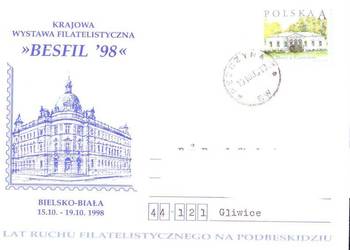 KRAJOWA
WYSTAWA FILATELISTYCZNA
»BESFIL '98«
POLSKA A
BIELSKO-BIAŁA
15.10. - 19.10. 1998
44-121 Gliwice
LAT RUCHU FILATELISTYCZNEGO NA PODBESKIDZIU